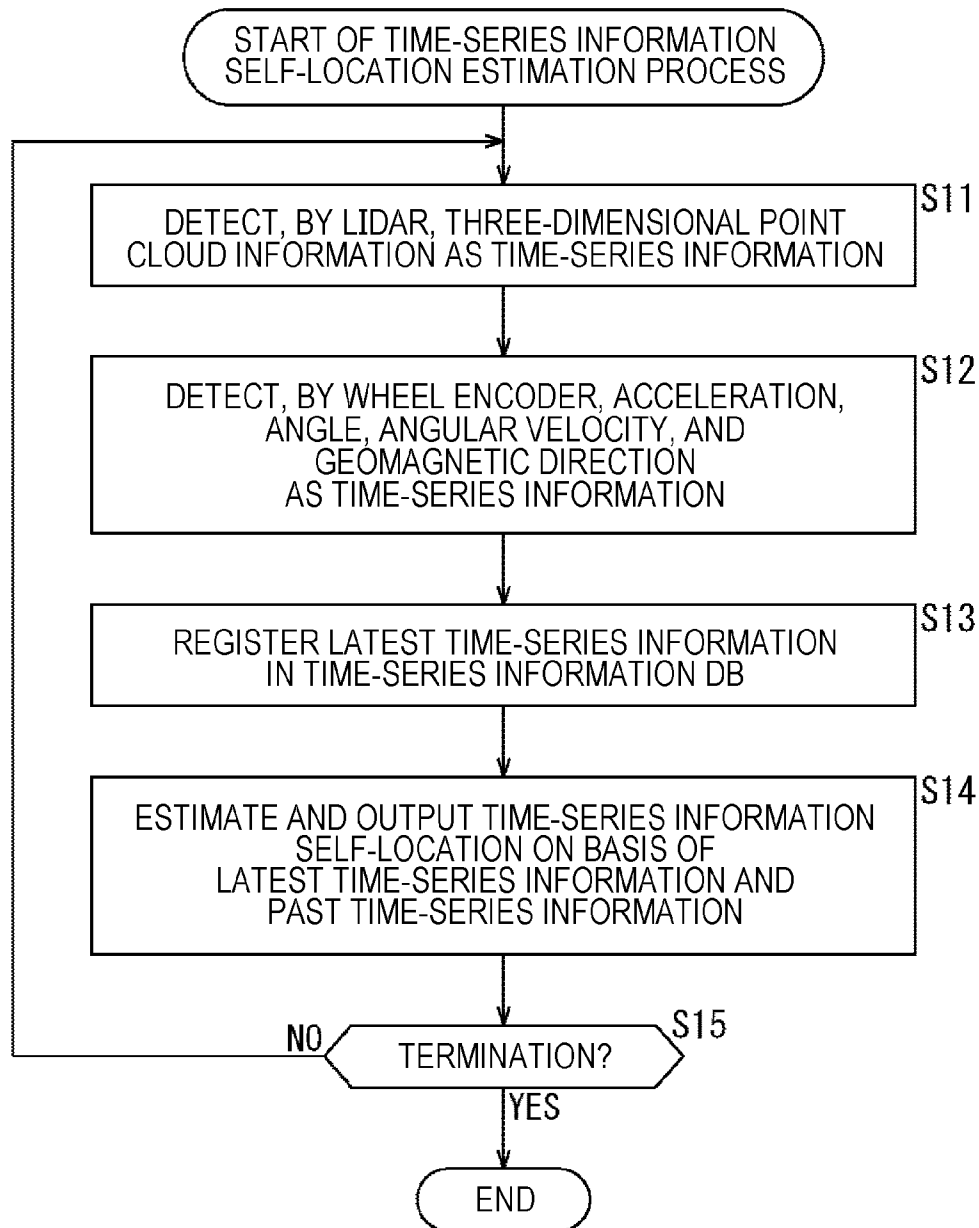 START OF TIME-SERIES INFORMATION
SELF-LOCATION ESTIMATION PROCESS
S11
DETECT, BY LIDAR, THREE-DIMENSIONAL POINT
CLOUD INFORMATION AS TIME-SERIES INFORMATION
S12
DETECT, BY WHEEL ENCODER, ACCELERATION,
ANGLE, ANGULAR VELOCITY, AND
GEOMAGNETIC DIRECTION
AS TIME-SERIES INFORMATION
S13
REGISTER LATEST TIME-SERIES INFORMATION
IN TIME-SERIES INFORMATION DB
S14
ESTIMATE AND OUTPUT TIME-SERIES INFORMATION
SELF-LOCATION ON BASIS OF
LATEST TIME-SERIES INFORMATION AND
PAST TIME-SERIES INFORMATION
S15
NO
TERMINATION?
YES
END